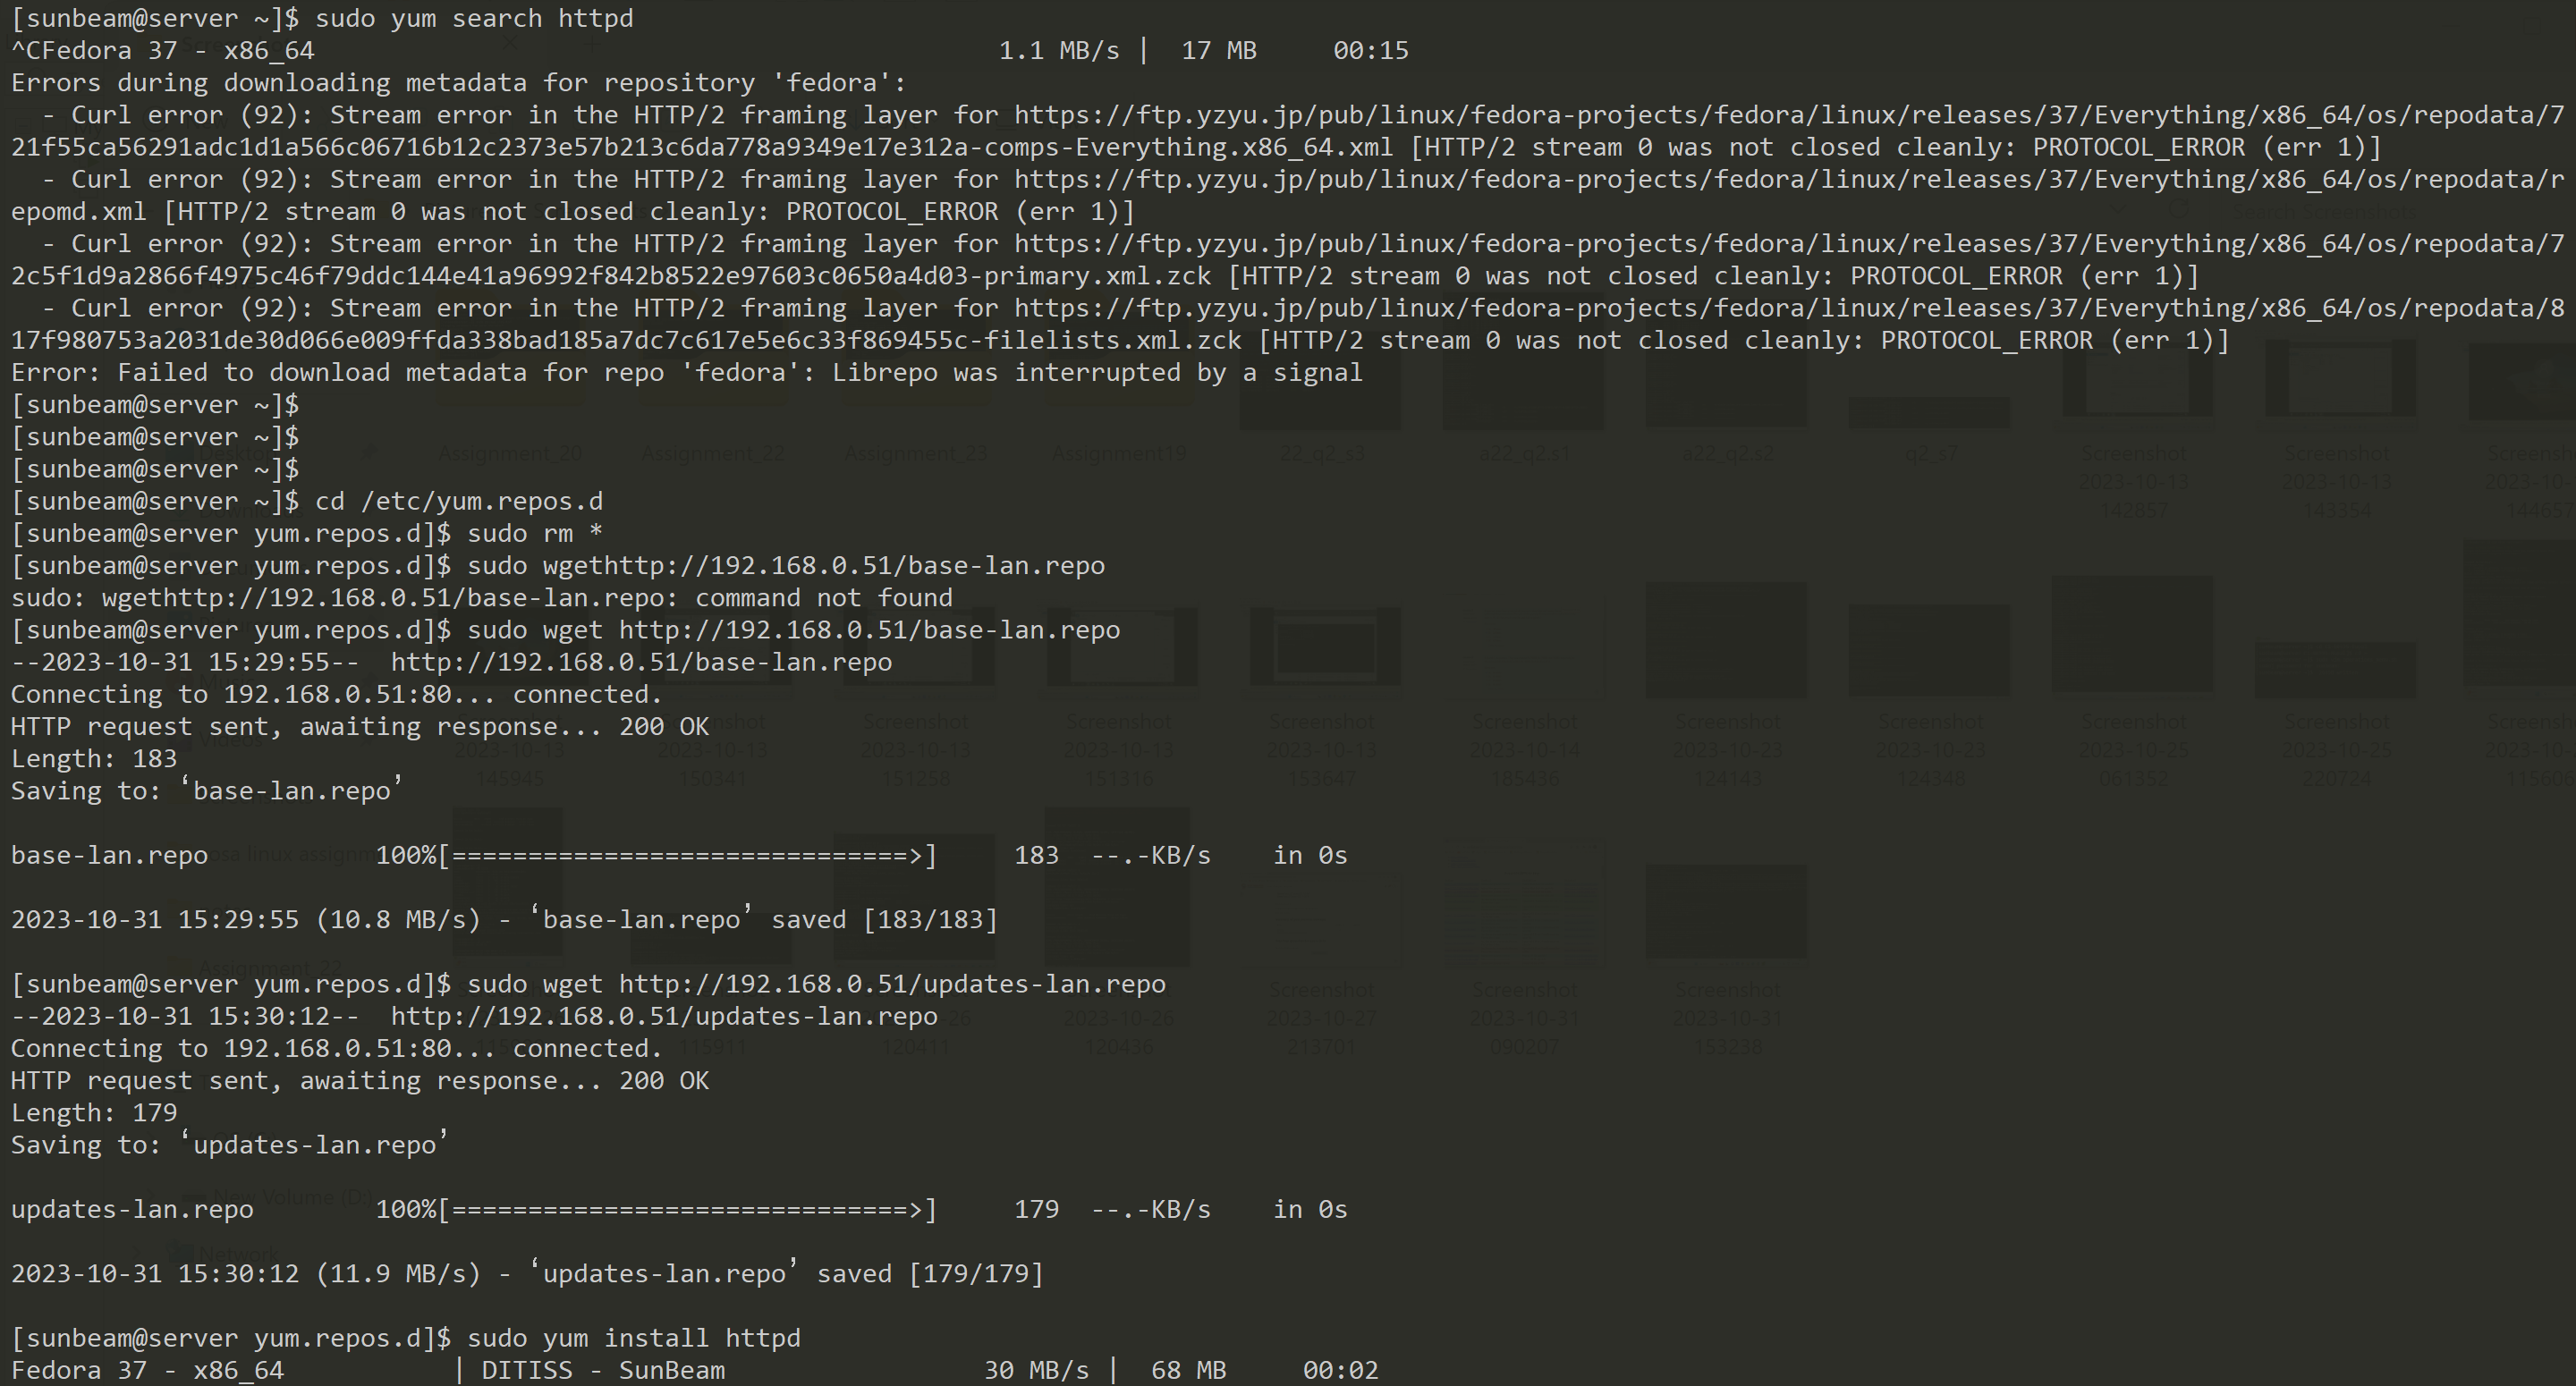 [sunbeam@server ~]$ sudo yum search httpd
^CFedora 37 - x86_64                                             1.1 MB/s |  17 MB     00:15
Errors during downloading metadata for repository 'fedora':
  - Curl error (92): Stream error in the HTTP/2 framing layer for https://ftp.yzyu.jp/pub/linux/fedora-projects/fedora/linux/releases/37/Everything/x86_64/os/repodata/7
21f55ca56291adc1d1a566c06716b12c2373e57b213c6da778a9349e17e312a-comps-Everything.x86_64.xml [HTTP/2 stream 0 was not closed cleanly: PROTOCOL_ERROR (err 1)]
  - Curl error (92): Stream error in the HTTP/2 framing layer for https://ftp.yzyu.jp/pub/linux/fedora-projects/fedora/linux/releases/37/Everything/x86_64/os/repodata/r
epomd.xml [HTTP/2 stream 0 was not closed cleanly: PROTOCOL_ERROR (err 1)]
  - Curl error (92): Stream error in the HTTP/2 framing layer for https://ftp.yzyu.jp/pub/linux/fedora-projects/fedora/linux/releases/37/Everything/x86_64/os/repodata/7
2c5f1d9a2866f4975c46f79ddc144e41a96992f842b8522e97603c0650a4d03-primary.xml.zck [HTTP/2 stream 0 was not closed cleanly: PROTOCOL_ERROR (err 1)]
  - Curl error (92): Stream error in the HTTP/2 framing layer for https://ftp.yzyu.jp/pub/linux/fedora-projects/fedora/linux/releases/37/Everything/x86_64/os/repodata/8
17f980753a2031de30d066e009ffda338bad185a7dc7c617e5e6c33f869455c-filelists.xml.zck [HTTP/2 stream 0 was not closed cleanly: PROTOCOL_ERROR (err 1)]
Error: Failed to download metadata for repo 'fedora': Librepo was interrupted by a signal
[sunbeam@server ~]$
[sunbeam@server ~]$
[sunbeam@server ~]$
[sunbeam@server ~]$ cd /etc/yum.repos.d
[sunbeam@server yum.repos.d]$ sudo rm *
[sunbeam@server yum.repos.d]$ sudo wgethttp://192.168.0.51/base-lan.repo
sudo: wgethttp://192.168.0.51/base-lan.repo: command not found
[sunbeam@server yum.repos.d]$ sudo wget http://192.168.0.51/base-lan.repo
--2023-10-31 15:29:55--  http://192.168.0.51/base-lan.repo
Connecting to 192.168.0.51:80... connected.
HTTP request sent, awaiting response... 200 OK
Length: 183
Saving to: ‘base-lan.repo’
base-lan.repo           100%[==============================>]     183  --.-KB/s    in 0s
2023-10-31 15:29:55 (10.8 MB/s) - ‘base-lan.repo’ saved [183/183]
[sunbeam@server yum.repos.d]$ sudo wget http://192.168.0.51/updates-lan.repo
--2023-10-31 15:30:12--  http://192.168.0.51/updates-lan.repo
Connecting to 192.168.0.51:80... connected.
HTTP request sent, awaiting response... 200 OK
Length: 179
Saving to: ‘updates-lan.repo’
updates-lan.repo        100%[==============================>]     179  --.-KB/s    in 0s
2023-10-31 15:30:12 (11.9 MB/s) - ‘updates-lan.repo’ saved [179/179]
[sunbeam@server yum.repos.d]$ sudo yum install httpd
Fedora 37 - x86_64           | DITISS - SunBeam                 30 MB/s |  68 MB     00:02